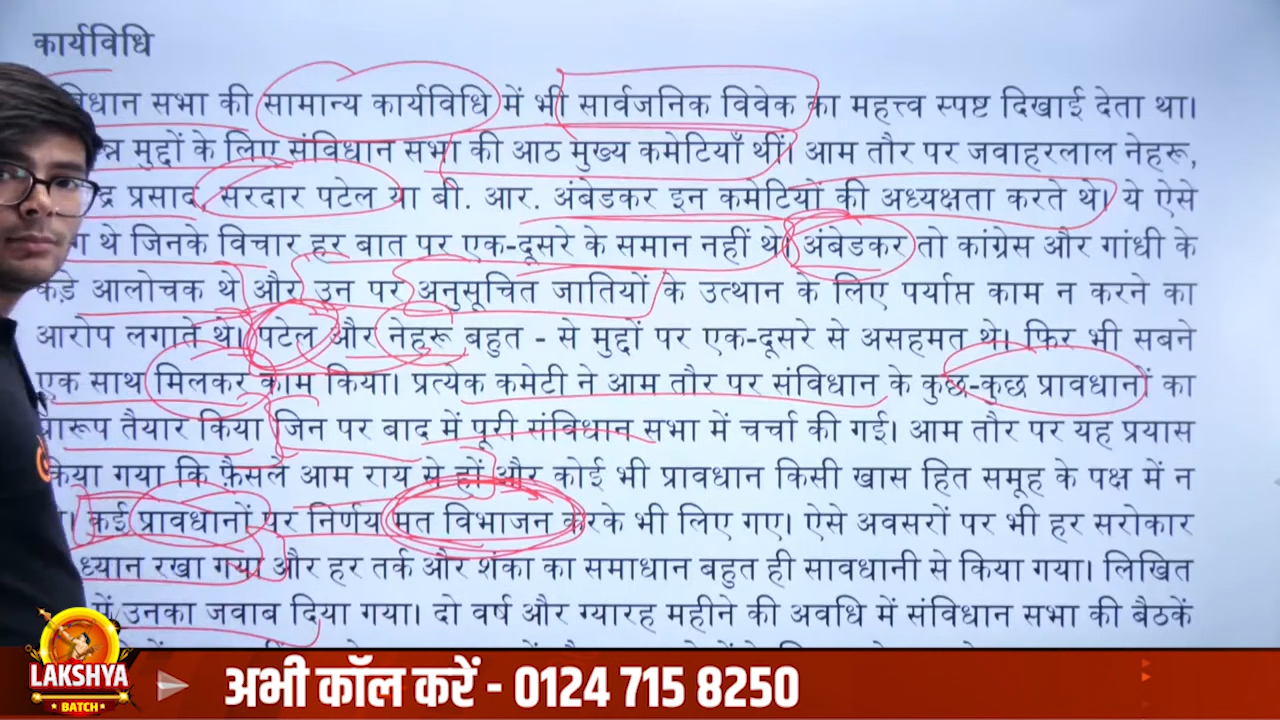 कार्यविधि
विधान सभा की सामान्य कार्यविधि में भी सार्वजनिक विवेक का महत्त्व स्पष्ट दिखाई देता था।
मुद्दों के लिए संविधान सभा की आठ मुख्य कमेटियाँ थीं। आम तौर पर जवाहरलाल नेहरू,
प्रसाद, सरदार पटेल या बी. आर. अंबेडकर इन कमेटियों की अध्यक्षता करते थे। ये ऐसे
थे जिनके विचार हर बात पर एक-दूसरे के समान नहीं थे। अंबेडकर तो कांग्रेस और गांधी के
कड़े आलोचक थे और उन पर अनुसूचित जातियों के उत्थान के लिए पर्याप्त काम न करने का
आरोप लगाते थे। पटेल और नेहरू बहुत - से मुद्दों पर एक-दूसरे से असहमत थे। फिर भी सबने
एक साथ मिलकर काम किया। प्रत्येक कमेटी ने आम तौर पर संविधान के कुछ-कुछ प्रावधानों का
प्रारूप तैयार किया जिन पर बाद में पूरी संविधान सभा में चर्चा की गई। आम तौर पर यह प्रयास
किया गया कि फ़ैसले आम राय से हों और कोई भी प्रावधान किसी खास हित समूह के पक्ष में न
कई प्रावधानों पर निर्णय मत विभाजन करके भी लिए गए। ऐसे अवसरों पर भी हर सरोकार
ध्यान रखा गया और हर तर्क और शंका का समाधान बहुत ही सावधानी से किया गया। लिखित
में उनका जवाब दिया गया। दो वर्ष और ग्यारह महीने की अवधि में संविधान सभा की बैठकें
LAKSHYA
BATCH
अभी कॉल करें - 0124 715 8250